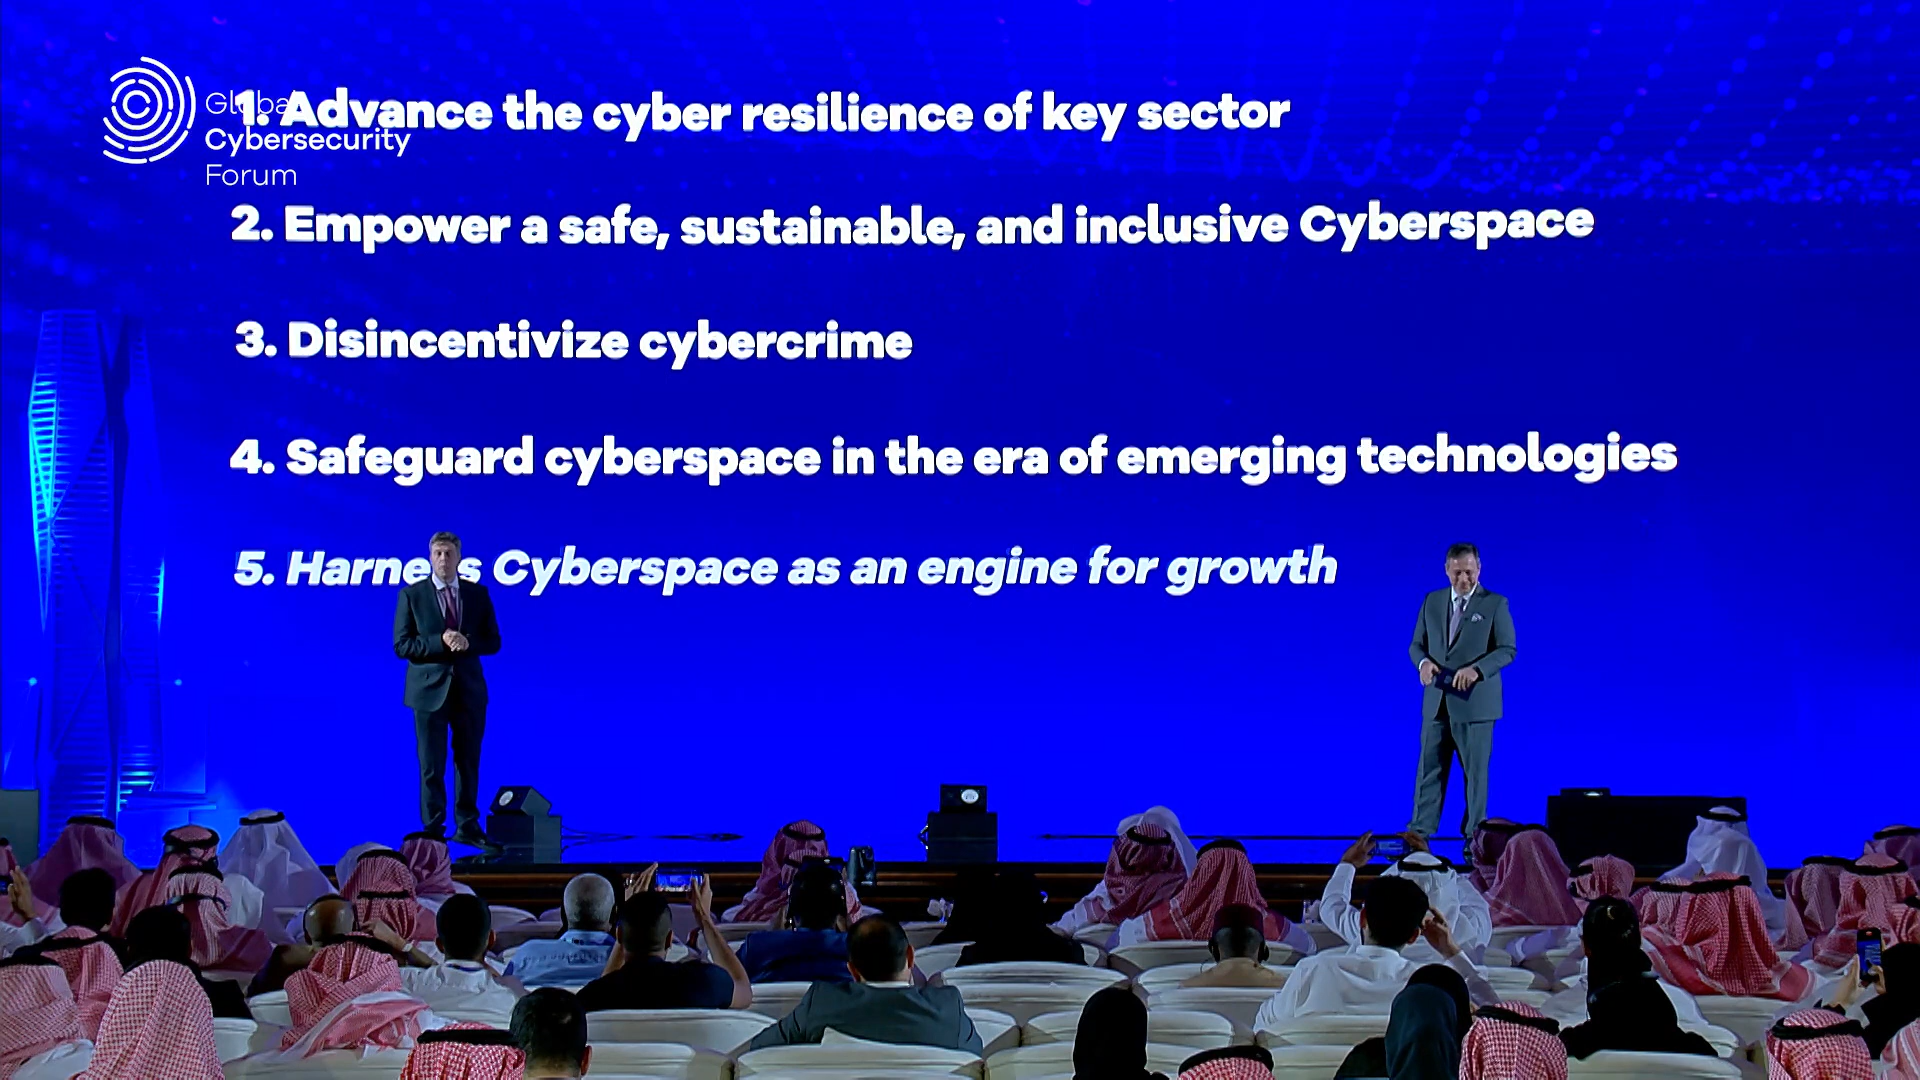 Global
Cybersecurity
Forum
1. Advance the cyber resilience of key sector
2. Empower a safe, sustainable, and inclusive Cyberspace
3. Disincentivize cybercrime
4. Safeguard cyberspace in the era of emerging technologies
5. Harness Cyberspace as an engine for growth